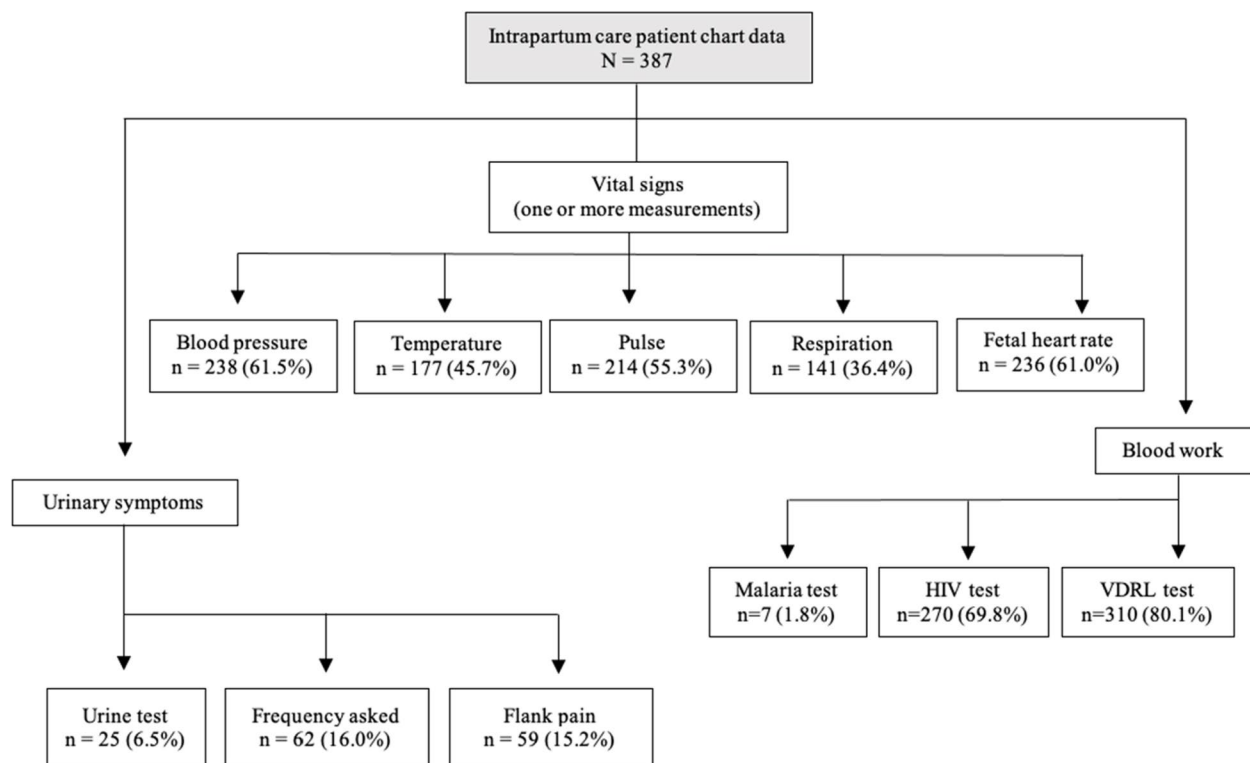 Intrapartum care patient chart data
N = 387
Vital signs
(one or more measurements)
Blood pressure
n = 238 (61.5%)
Temperature
n = 177 (45.7%)
Pulse
n = 214 (55.3%)
Respiration
n = 141 (36.4%)
Fetal heart rate
n = 236 (61.0%)
Blood work
Urinary symptoms
Malaria test
n=7 (1.8%)
HIV test
n=270 (69.8%)
VDRL test
n=310 (80.1%)
Urine test
n = 25 (6.5%)
Frequency asked
n = 62 (16.0%)
Flank pain
n = 59 (15.2%)